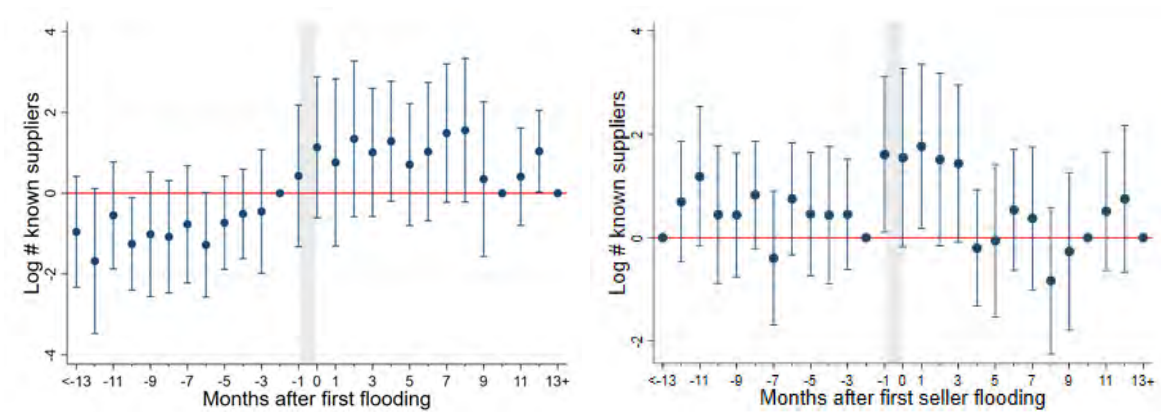 4
2
0
-2
-4
Log # known suppliers
<-13 -11 -9 -7 -5 -3 -1 0 1 3 5 7 9 11 13+
Months after first flooding
4
2
0
-2
Log # known suppliers
<-13 -11 -9 -7 -5 -3 -1 0 1 3 5 7 9 11 13+
Months after first seller flooding